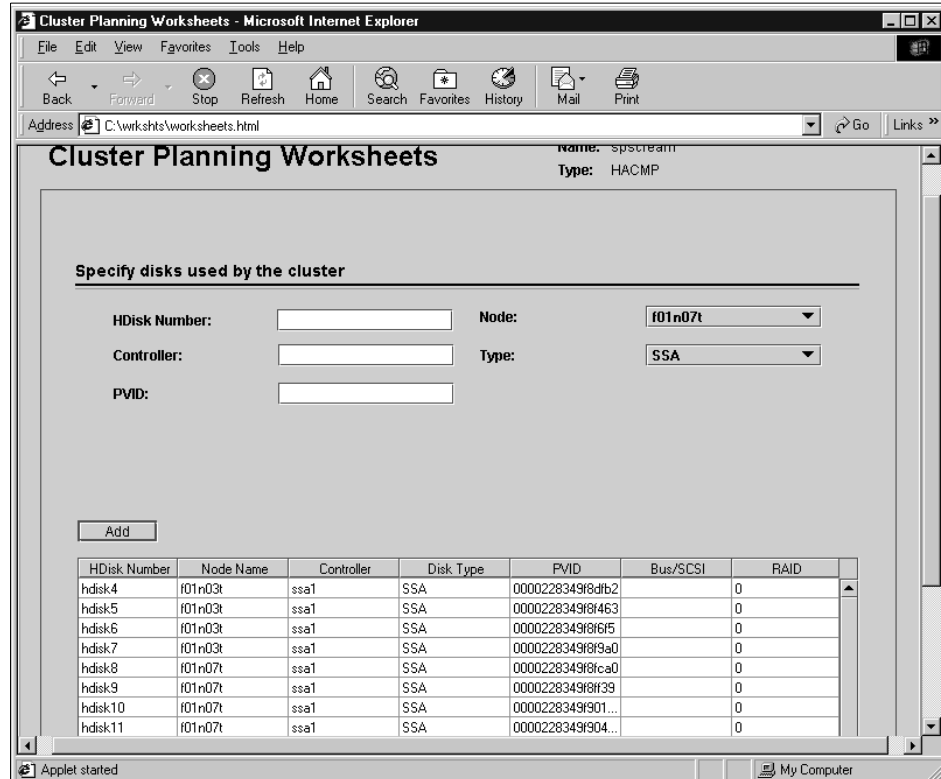 Cluster Planning Worksheets - Microsoft Internet Explorer
File Edit View Favorites Tools Help
Back Forward Stop Refresh Home Search Favorites History Mail Print
Address C:\wrkshts\worksheets.html Go Links »
Cluster Planning Worksheets
Name: spstream
Type: HACMP
Specify disks used by the cluster
HDisk Number: Node: f01n07t
Controller: Type: SSA
PVID:
Add
HDisk Number Node Name Controller Disk Type PVID Bus/SCSI RAID
hdisk4 f01n03t ssa1 SSA 0000228349f8dfb2 0
hdisk5 f01n03t ssa1 SSA 0000228349f8f463 0
hdisk6 f01n03t ssa1 SSA 0000228349f8f6f5 0
hdisk7 f01n03t ssa1 SSA 0000228349f8f9a0 0
hdisk8 f01n07t ssa1 SSA 0000228349f8fca0 0
hdisk9 f01n07t ssa1 SSA 0000228349f8ff39 0
hdisk10 f01n07t ssa1 SSA 0000228349f901... 0
hdisk11 f01n07t ssa1 SSA 0000228349f904... 0
Applet started My Computer